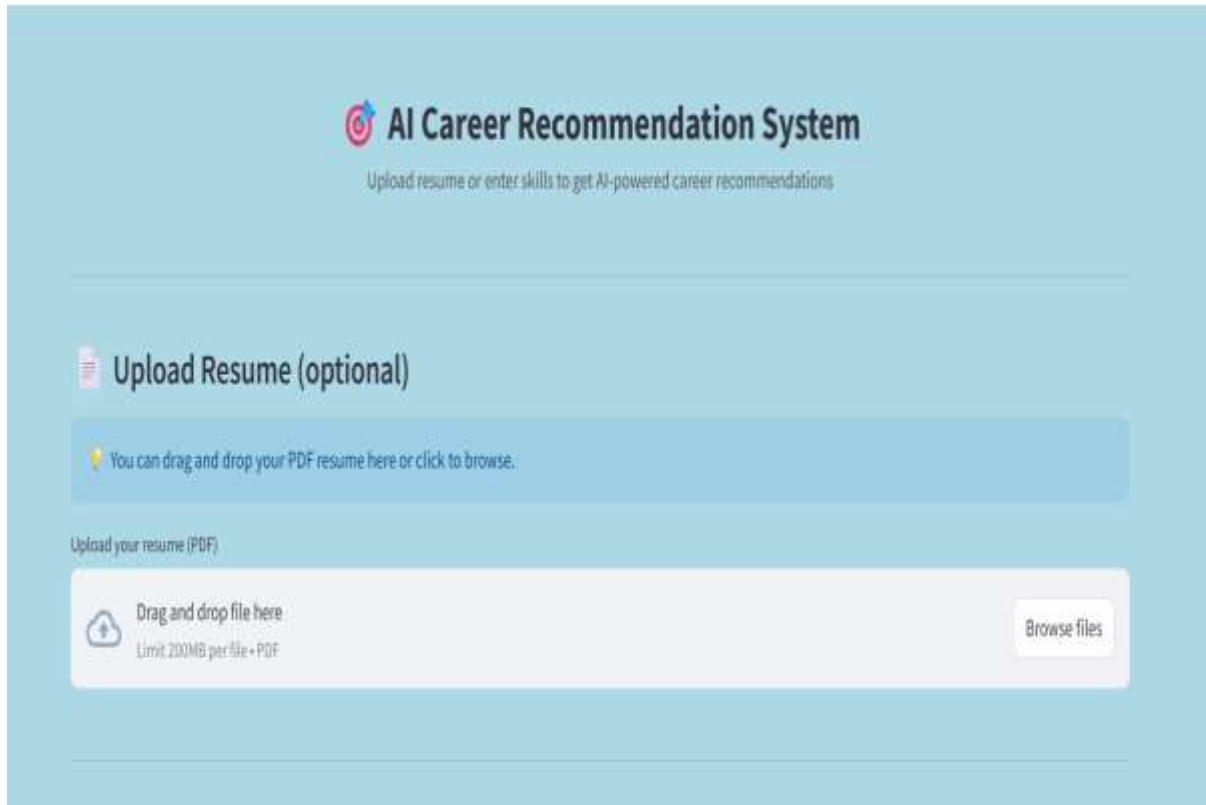 AI Career Recommendation System
Upload resume or enter skills to get AI-powered career recommendations
Upload Resume (optional)
You can drag and drop your PDF resume here or click to browse.
Upload your resume (PDF)
Drag and drop file here
Limit 200MB per file • PDF
Browse files